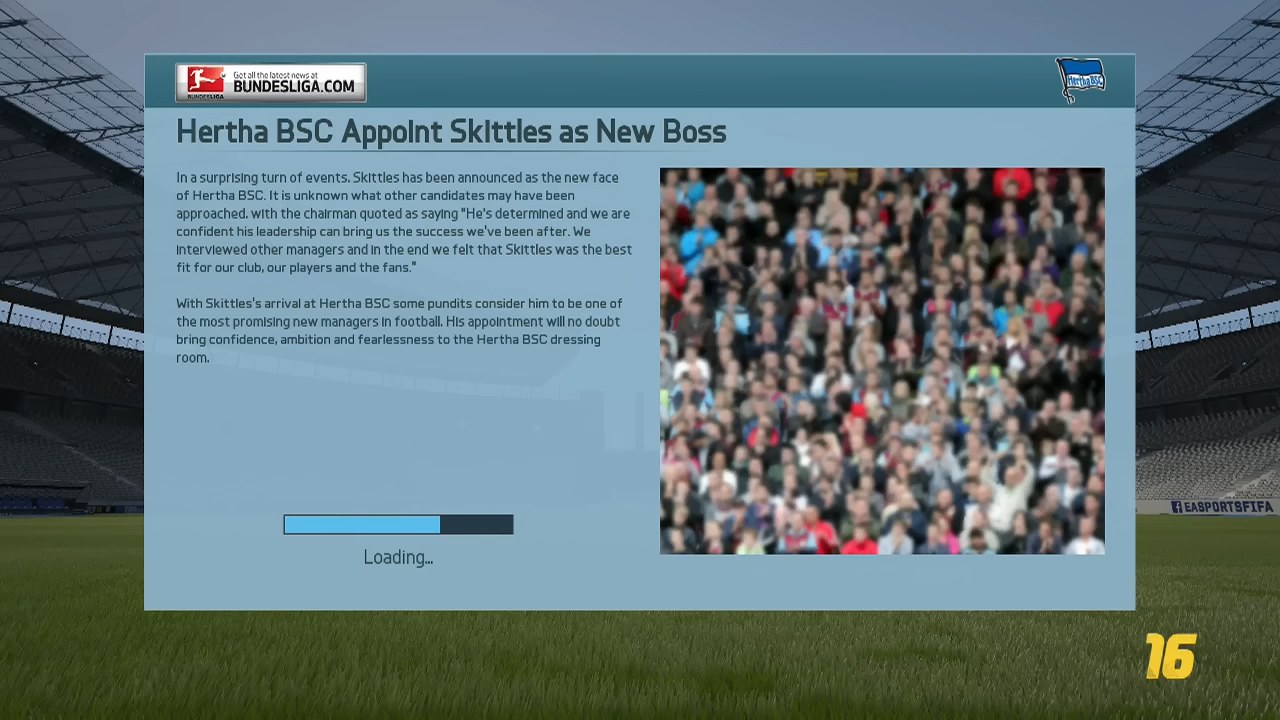 Get all the latest news at
BUNDESLIGA.COM
BUNDESLIGA
Hertha BSC
Hertha BSC Appoint Skittles as New Boss
In a surprising turn of events, Skittles has been announced as the new face
of Hertha BSC. It is unknown what other candidates may have been
approached, with the chairman quoted as saying "He's determined and we are
confident his leadership can bring us the success we've been after. We
interviewed other managers and in the end we felt that Skittles was the best
fit for our club, our players and the fans."
With Skittles's arrival at Hertha BSC some pundits consider him to be one of
the most promising new managers in football. His appointment will no doubt
bring confidence, ambition and fearlessness to the Hertha BSC dressing
room.
Loading...
EASPORTSFIFA
16